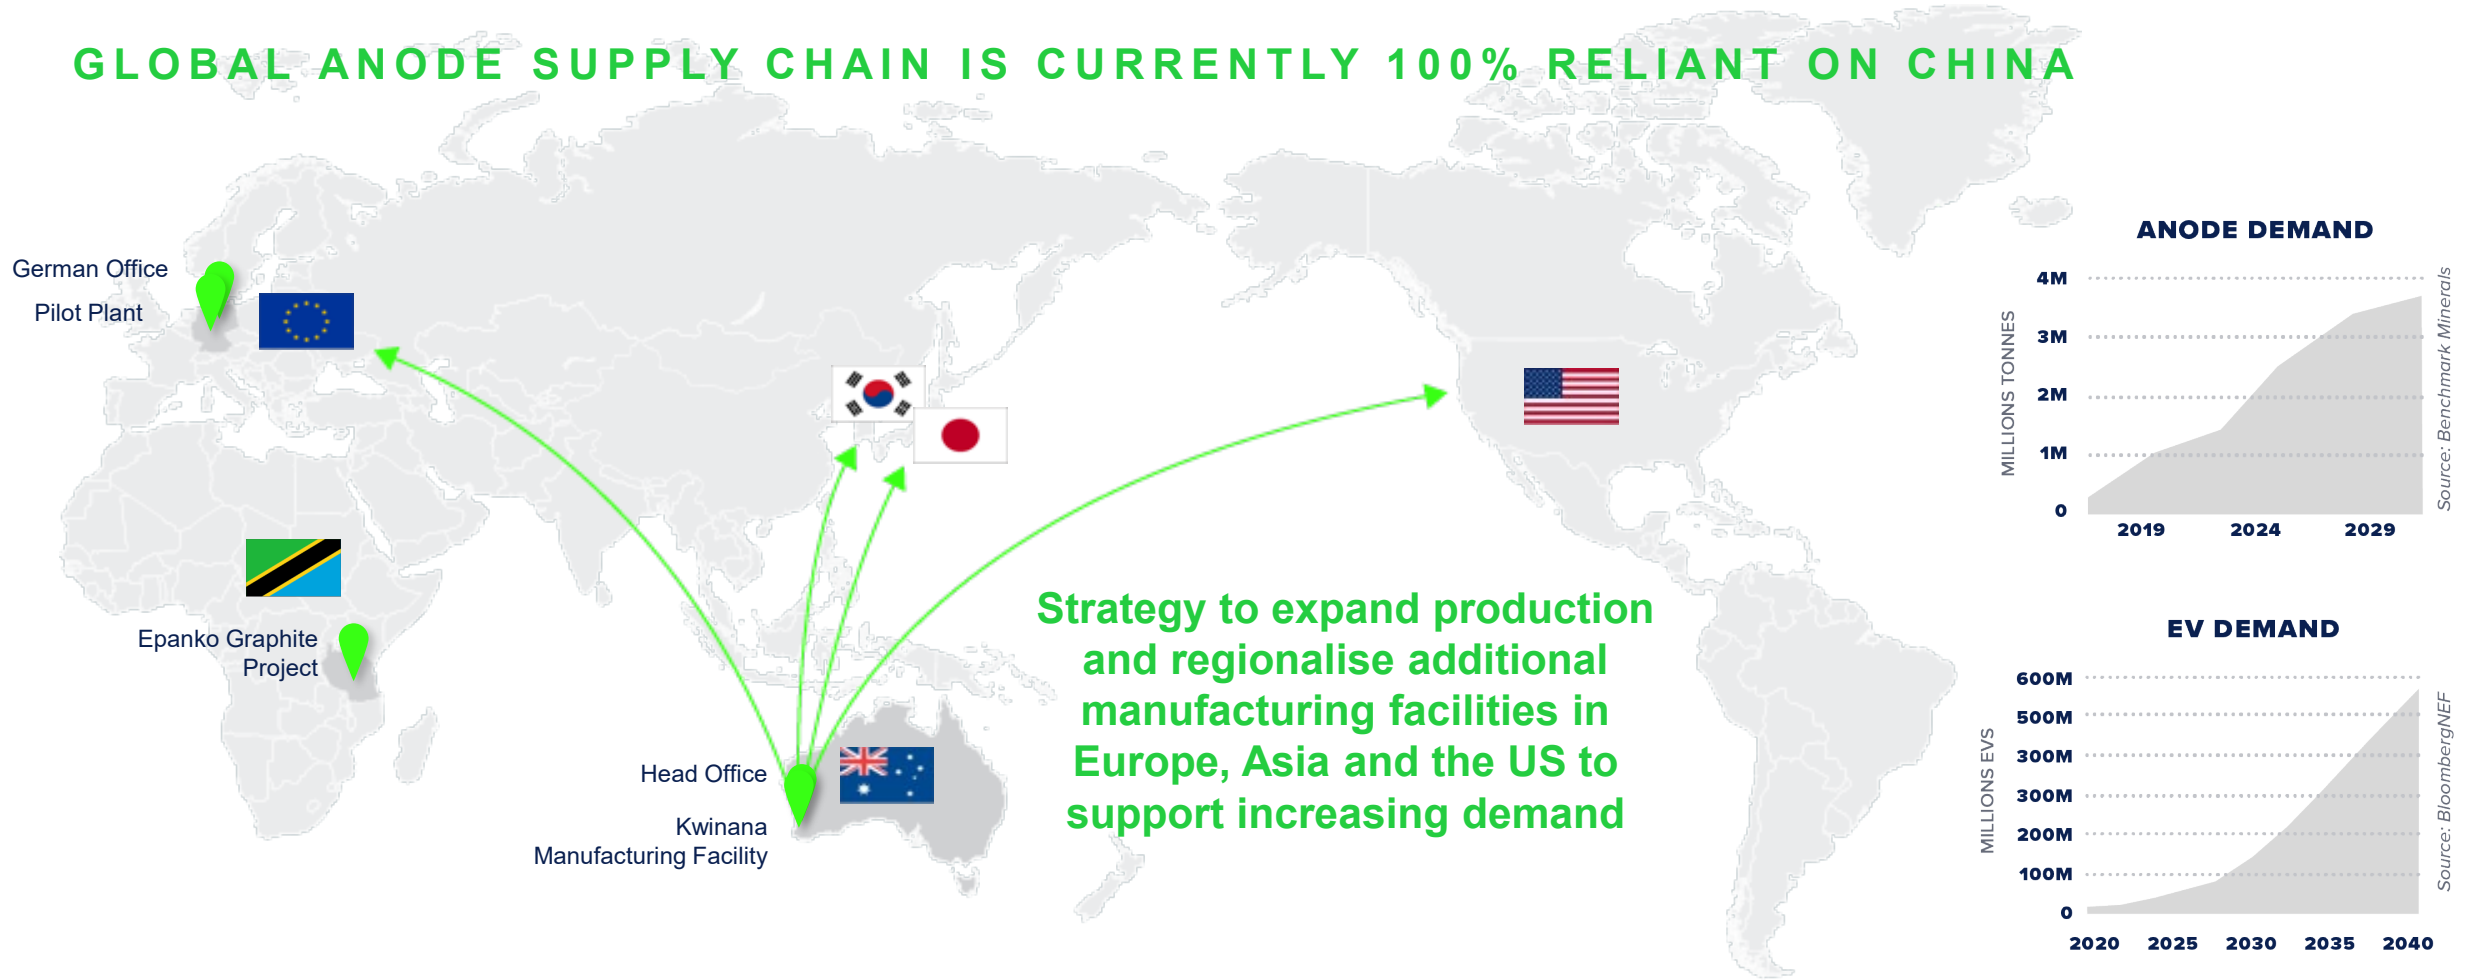 GLOBAL ANODE SUPPLY CHAIN IS CURRENTLY 100% RELIANT ON CHINA
German Office
Pilot Plant
Epanko Graphite
Project
Head Office
Kwinana
Manufacturing Facility
Strategy to expand production
and regionalise additional
manufacturing facilities in
Europe, Asia and the US to
support increasing demand
ANODE DEMAND
MILLIONS TONNES
4M
3M
2M
1M
0
2019 2024 2029
Source: Benchmark Minerals
EV DEMAND
MILLIONS EVS
600M
500M
300M
300M
200M
100M
0
2020 2025 2030 2035 2040
Source: BloombergNEF